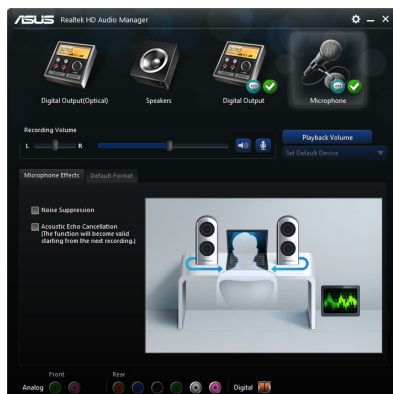 ASUS Realtek HD Audio Manager
Digital Output(Optical) Speakers Digital Output Microphone
Recording Volume
L R
Playback Volume
Set Default Device
Microphone Effects Default Format
Noise Suppression
Acoustic Echo Cancellation
(The function will become valid
starting from the next recording.)
Front Rear
Analog Digital